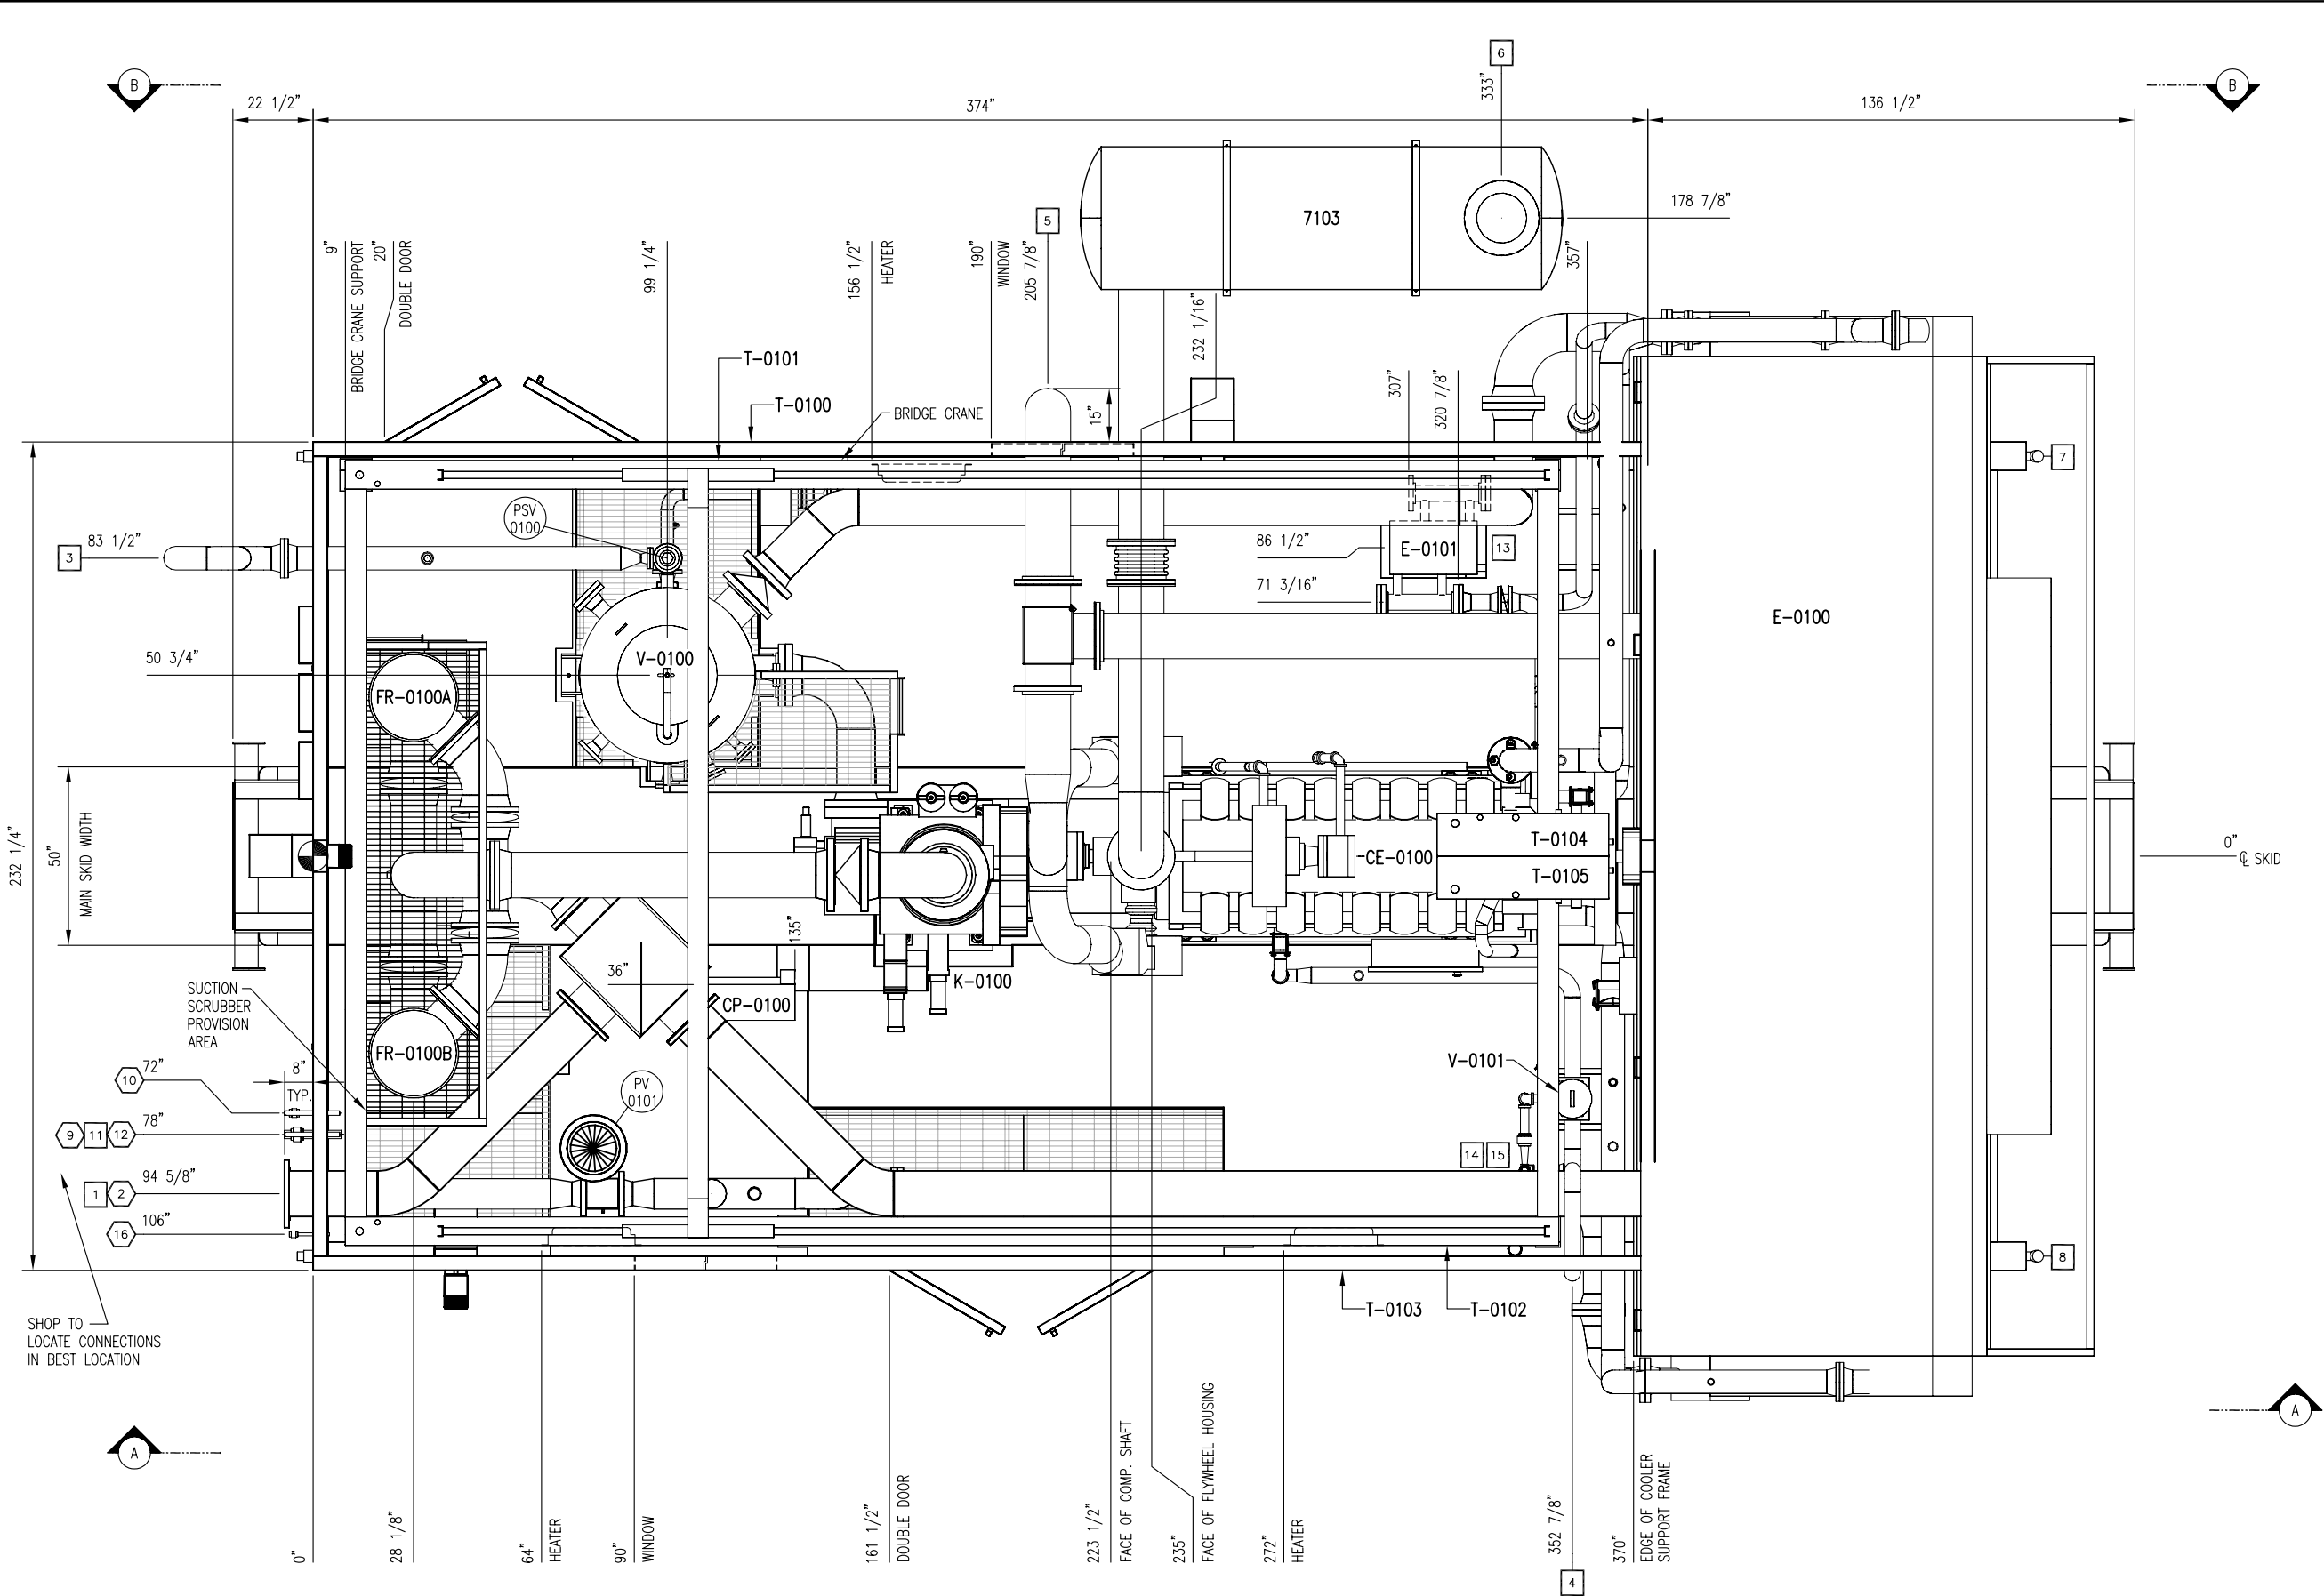 6
B
B
22 1/2"
374"
333"
136 1/2"
7103
178 7/8"
5
9"
BRIDGE CRANE SUPPORT
20"
DOUBLE DOOR
99 1/4"
156 1/2"
HEATER
190"
WINDOW
205 7/8"
232 1/16"
357"
T-0101
T-0100
BRIDGE CRANE
15"
307"
320 7/8"
7
PSV
0100
3
83 1/2"
86 1/2"
E-0101
13
71 3/16"
E-0100
50 3/4"
V-0100
FR-0100A
232 1/4"
50"
MAIN SKID WIDTH
T-0104
CE-0100
T-0105
0"
℄ SKID
135"
36"
K-0100
CP-0100
SUCTION
SCRUBBER
PROVISION
AREA
FR-0100B
V-0101
10
72"
8"
TYP.
PV
0101
9
11
12
78"
14
15
1
2
94 5/8"
16
106"
8
T-0103
T-0102
SHOP TO
LOCATE CONNECTIONS
IN BEST LOCATION
A
A
0"
28 1/8"
64"
HEATER
90"
WINDOW
161 1/2"
DOUBLE DOOR
223 1/2"
FACE OF COMP. SHAFT
235"
FACE OF FLYWHEEL HOUSING
272"
HEATER
352 7/8"
370"
EDGE OF COOLER
SUPPORT FRAME
4